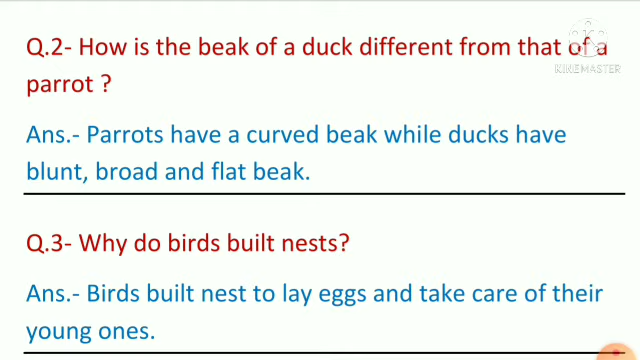 Q.2- How is the beak of a duck different from that of a
parrot ?
KINEMASTER
Ans.- Parrots have a curved beak while ducks have
blunt, broad and flat beak.
Q.3- Why do birds built nests?
Ans.- Birds built nest to lay eggs and take care of their
young ones.